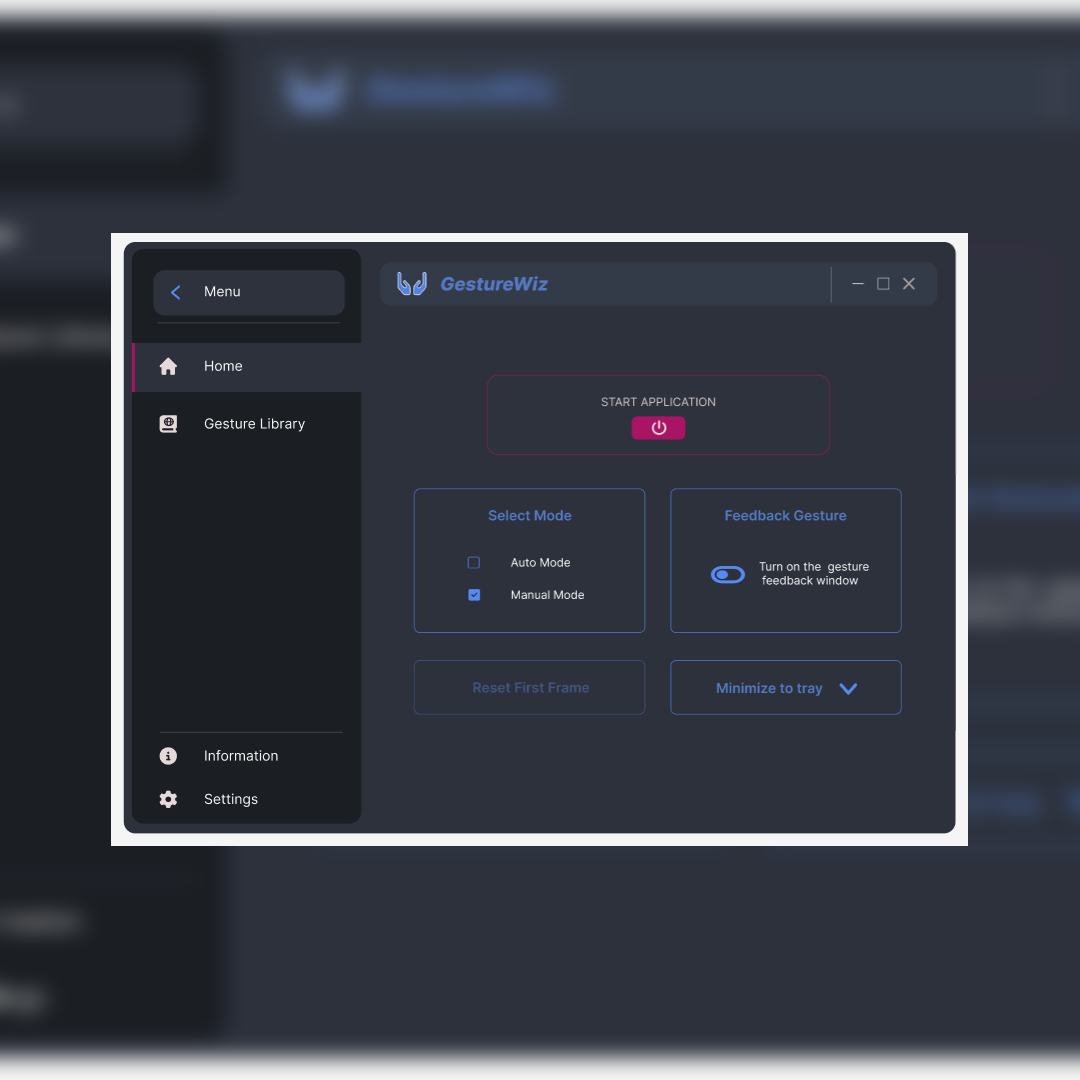 Menu
GestureWiz
Home
Gesture Library
START APPLICATION
Select Mode
Auto Mode
Manual Mode
Feedback Gesture
Turn on the gesture
feedback window
Reset First Frame
Minimize to tray
Information
Settings